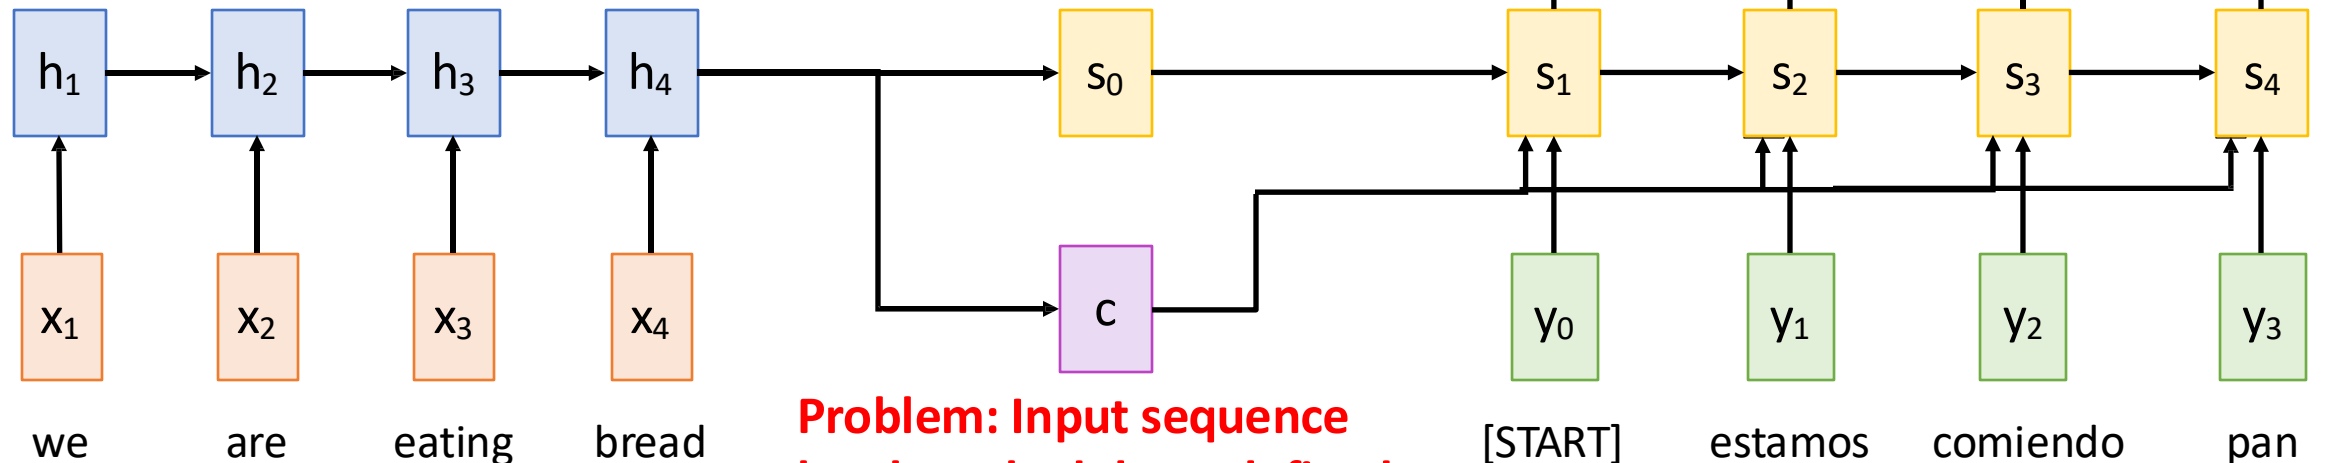 h1 h2 h3 h4 s0 s1 s2 s3 s4
x1 x2 x3 x4 c y0 y1 y2 y3
Problem: Input sequence
we are eating bread [START] estamos comiendo pan